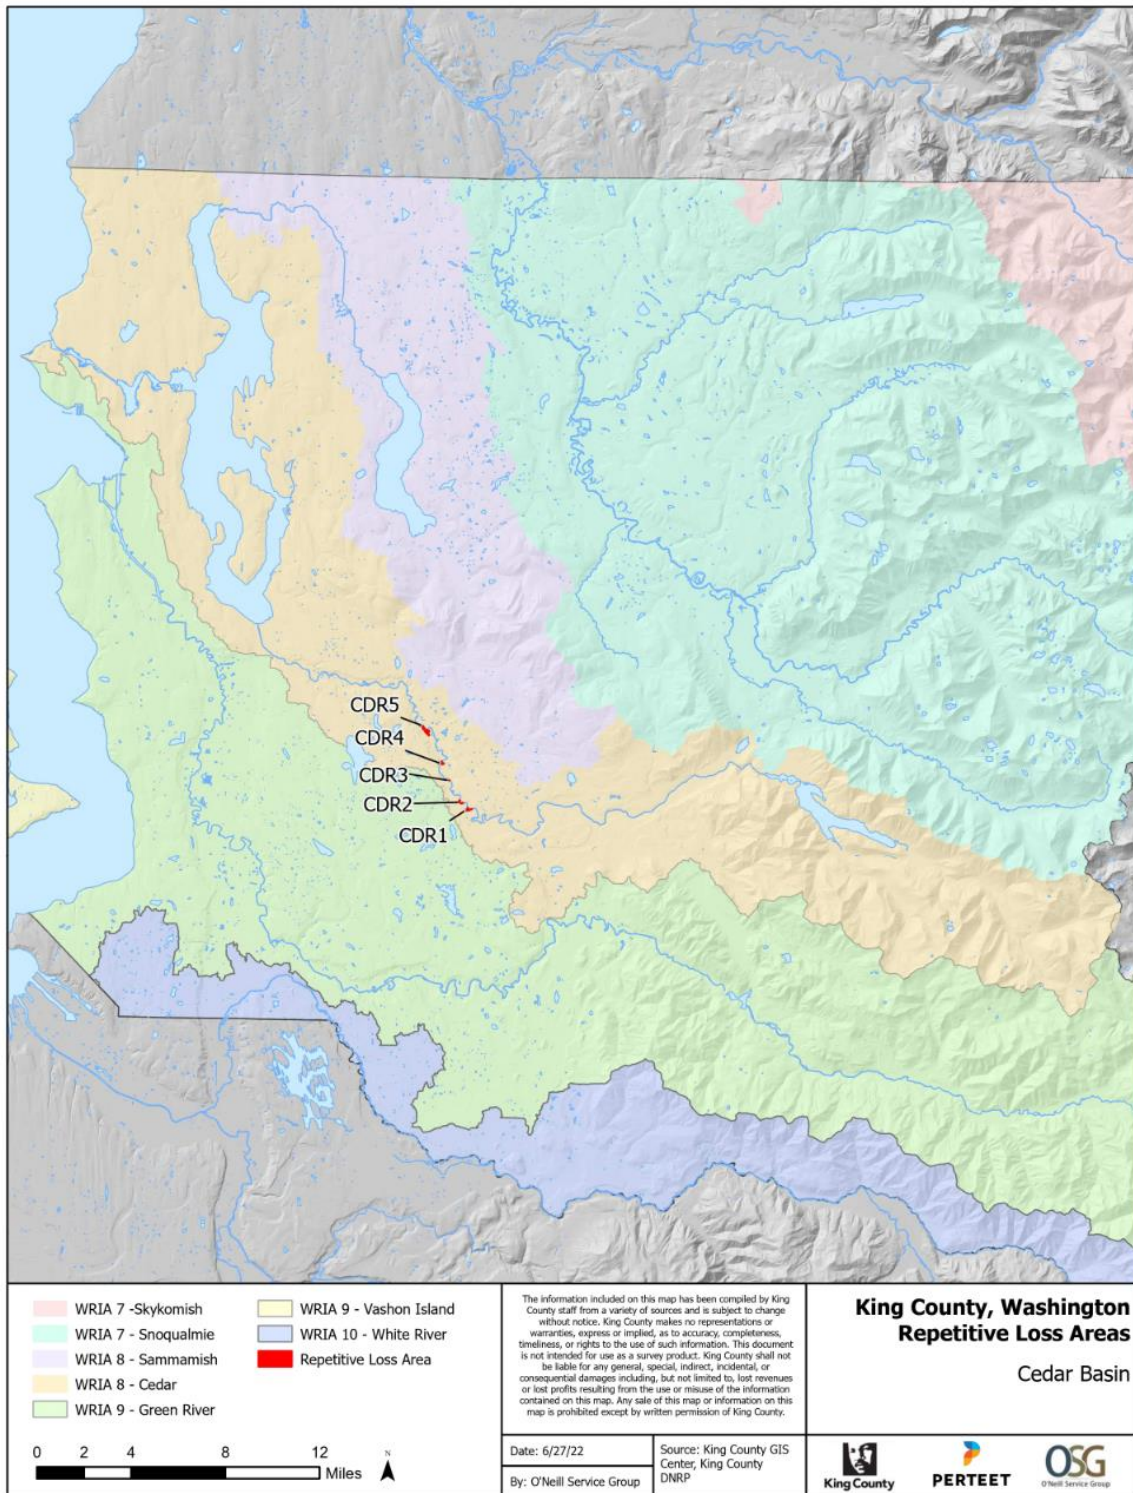 CDR5
CDR4
CDR3
CDR2
CDR1
WRIA 7 -Skykomish
WRIA 7 - Snoqualmie
WRIA 8 - Sammamish
WRIA 8 - Cedar
WRIA 9 - Green River
WRIA 9 - Vashon Island
WRIA 10 - White River
Repetitive Loss Area
0 2 4 8 12
Miles
N
The information included on this map has been compiled by King
County staff from a variety of sources and is subject to change
without notice. King County makes no representations or
warranties, express or implied, as to accuracy, completeness,
timeliness, or rights to the use of such information. This document
is not intended for use as a survey product. King County shall not
be liable for any general, special, indirect, incidental, or
consequential damages including, but not limited to, lost revenues
or lost profits resulting from the use or misuse of the information
contained on this map. Any sale of this map or information on this
map is prohibited except by written permission of King County.
Date: 6/27/22
By: O'Neill Service Group
Source: King County GIS
Center, King County
DNRP
King County, Washington
Repetitive Loss Areas
Cedar Basin
King County
PERTEET
OSG
O'Neill Service Group